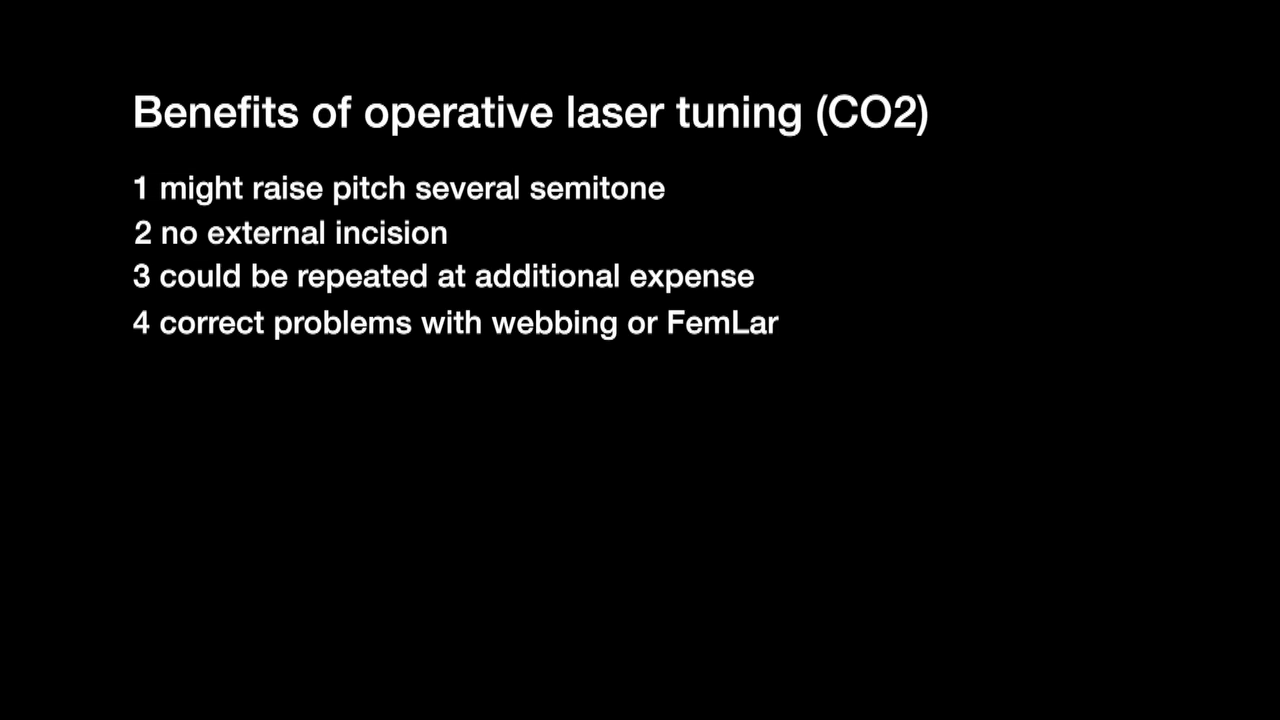 Benefits of operative laser tuning (CO2)
1 might raise pitch several semitone
2 no external incision
3 could be repeated at additional expense
4 correct problems with webbing or FemLar